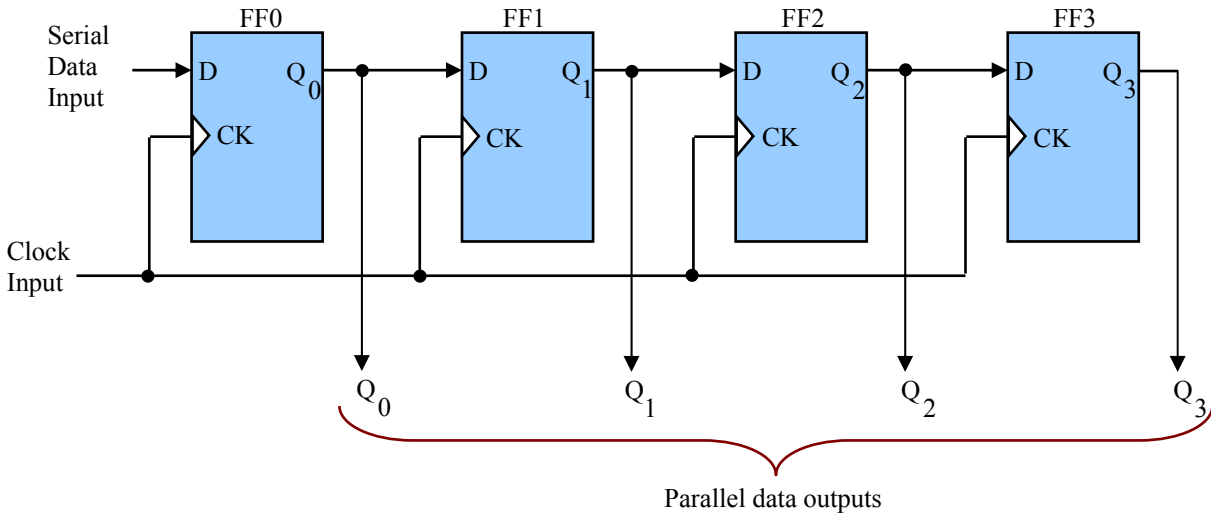 FF0 FF1 FF2 FF3
Serial
Data
Input
D Q0 D Q1 D Q2 D Q3
CK CK CK CK
Clock
Input
Q0 Q1 Q2 Q3
Parallel data outputs